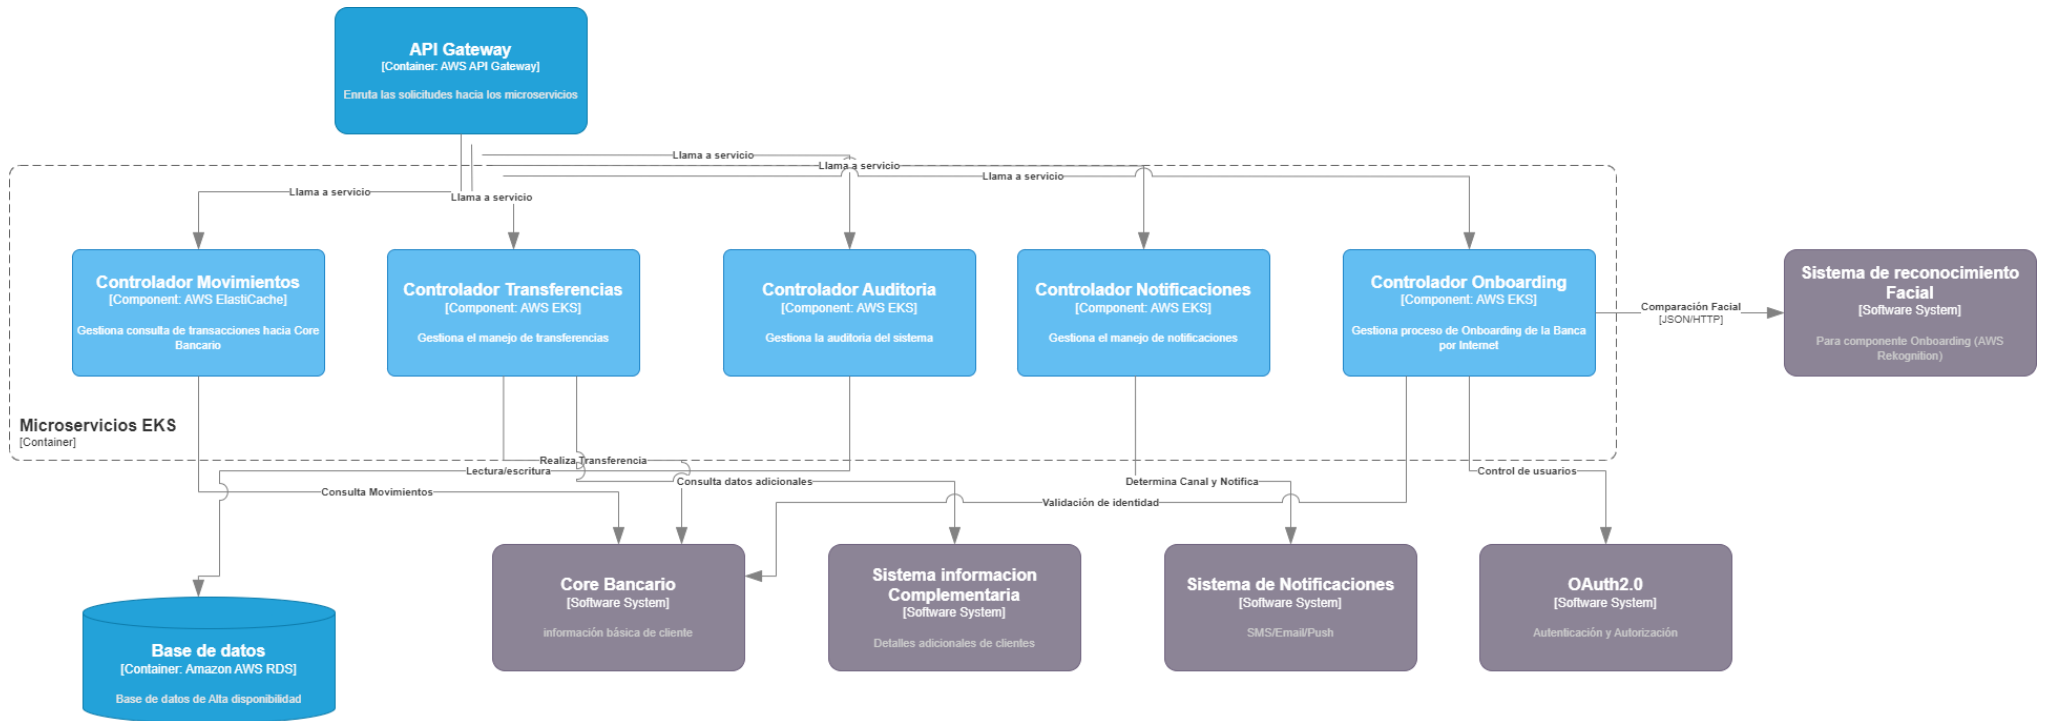 API Gateway
[Container: AWS API Gateway]
Enruta las solicitudes hacia los microservicios
Llama a servicio
Llama a servicio
Llama a servicio
Llama a servicio
Llama a servicio
Controlador Movimientos
[Component: AWS ElastiCache]
Gestiona consulta de transacciones hacia Core
Bancario
Controlador Transferencias
[Component: AWS EKS]
Gestiona el manejo de transferencias
Controlador Auditoria
[Component: AWS EKS]
Gestiona la auditoria del sistema
Controlador Notificaciones
[Component: AWS EKS]
Gestiona el manejo de notificaciones
Controlador Onboarding
[Component: AWS EKS]
Gestiona proceso de Onboarding de la Banca
por Internet
Comparación Facial
[JSON/HTTP]
Sistema de reconocimiento
Facial
[Software System]
Para componente Onboarding (AWS
Rekognition)
Microservicios EKS
[Container]
Realiza Transferencia
Lectura/escritura
Consulta datos adicionales
Consulta Movimientos
Determina Canal y Notifica
Validación de identidad
Control de usuarios
Base de datos
[Container: Amazon AWS RDS]
Base de datos de Alta disponibilidad
Core Bancario
[Software System]
información básica de cliente
Sistema informacion
Complementaria
[Software System]
Detalles adicionales de clientes
Sistema de Notificaciones
[Software System]
SMS/Email/Push
OAuth2.0
[Software System]
Autenticación y Autorización